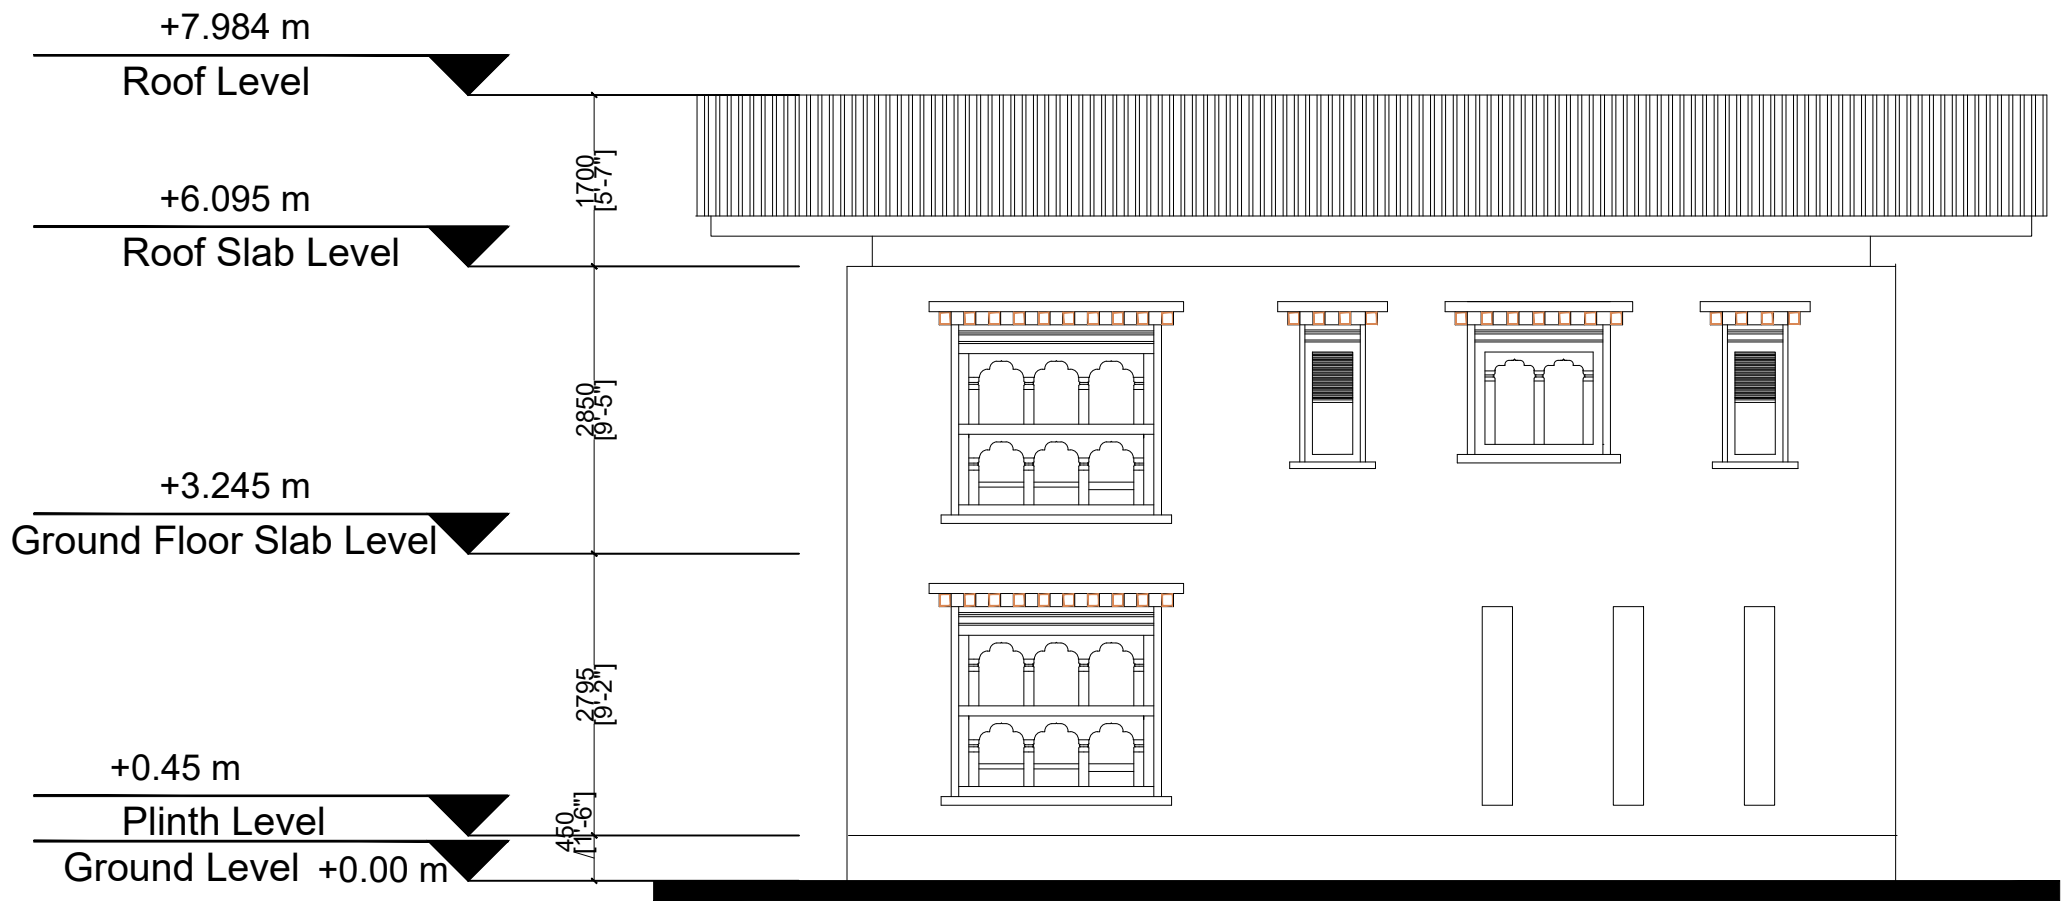 +7.984 m
Roof Level
1700
[5'-7"]
+6.095 m
Roof Slab Level
2850
[9'-5"]
+3.245 m
Ground Floor Slab Level
2795
[9'-2"]
+0.45 m
Plinth Level
450
[1'-6"]
Ground Level +0.00 m